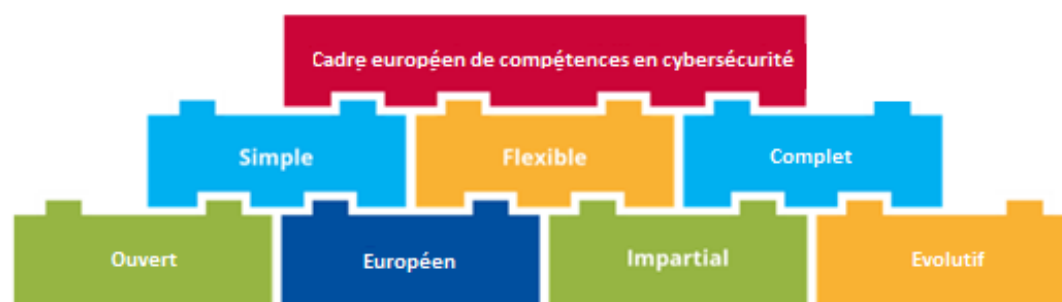 Cadre européen de compétences en cybersécurité
Simple
Flexible
Complet
Ouvert
Européen
Impartial
Evolutif